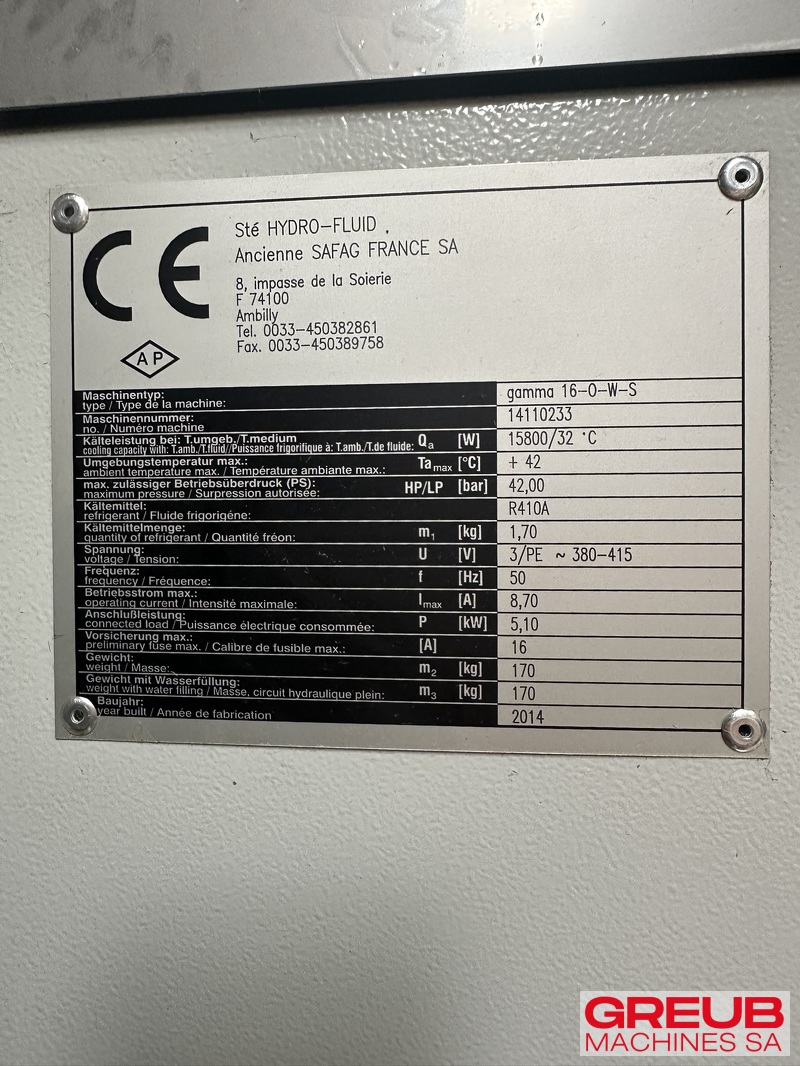 CE
AP
Sté HYDRO-FLUID .
Ancienne SAFAG FRANCE SA
8, impasse de la Soierie
F 74100
Ambilly
Tel. 0033-450382861
Fax. 0033-450389758
Maschinentyp:
type / Type de la machine: gamma 16-O-W-S
Maschinennummer:
no. / Numéro machine 14110233
Kälteleistung bei: T.umgeb./T.medium
cooling capacity with: T.amb./T.fluid//Puissance frigorifique à: T.amb./T.de fluide: Qa [W] 15800/32 °C
Umgebungstemperatur max.:
ambient temperature max. / Température ambiante max.: Ta max [°C] + 42
max. zulässiger Betriebsüberdruck (PS):
maximum pressure / Surpression autorisée: HP/LP [bar] 42,00
Kältemittel:
refrigerant / Fluide frigorigéne: R410A
Kältemittelmenge:
quantity of refrigerant / Quantité fréon: m1 [kg] 1,70
Spannung:
voltage / Tension: U [V] 3/PE ~ 380-415
Frequenz:
frequency / Fréquence: f [Hz] 50
Betriebsstrom max.:
operating current / Intensité maximale: Imax [A] 8,70
Anschlußleistung:
connected load / Puissance électrique consommée: P [kW] 5,10
Vorsicherung max.:
preliminary fuse max. / Calibre de fusible max.: [A] 16
Gewicht:
weight / Masse: m2 [kg] 170
Gewicht mit Wasserfüllung:
weight with water filling / Masse, circuit hydraulique plein: m3 [kg] 170
Baujahr:
year built / Année de fabrication 2014
GREUB
MACHINES SA